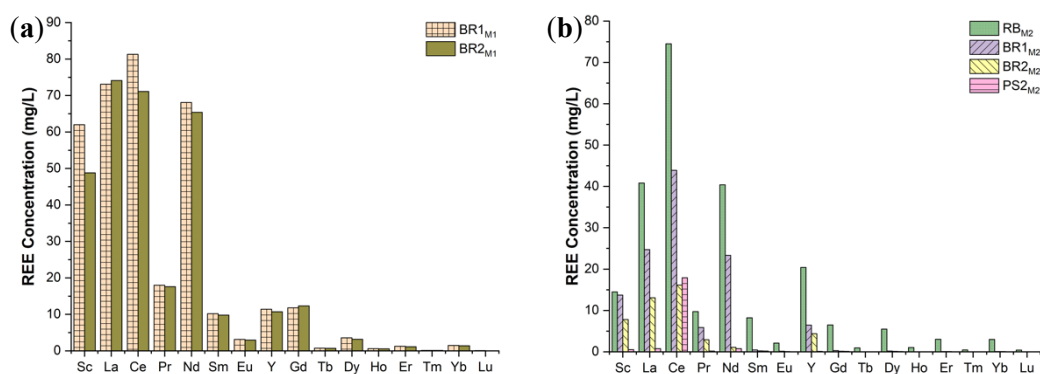 (a)
BR1M1
BR2M1
REE Concentration (mg/L)
90
80
70
60
50
40
30
20
10
0
Sc La Ce Pr Nd Sm Eu Y Gd Tb Dy Ho Er Tm Yb Lu
(b)
RBM2
BR1M2
BR2M2
PS2M2
REE Concentration (mg/L)
80
70
60
50
40
30
20
10
0
Sc La Ce Pr Nd Sm Eu Y Gd Tb Dy Ho Er Tm Yb Lu